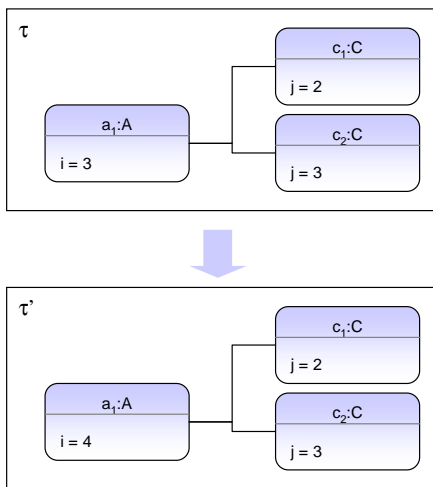 τ
c₁:C
j = 2
a₁:A
i = 3
c₂:C
j = 3
τ’
c₁:C
j = 2
a₁:A
i = 4
c₂:C
j = 3